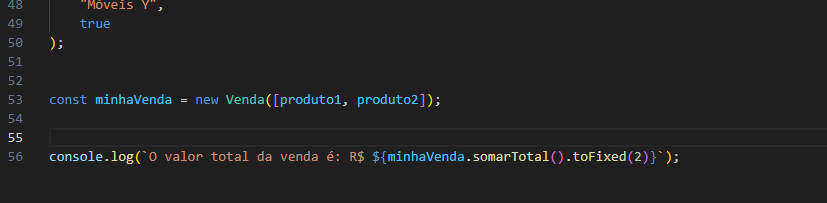 48 "Móveis Y",
49 true
50 );
51
52
53 const minhaVenda = new Venda([produto1, produto2]);
54
55
56 console.log(`O valor total da venda é: R$ ${minhaVenda.somarTotal().toFixed(2)}`);